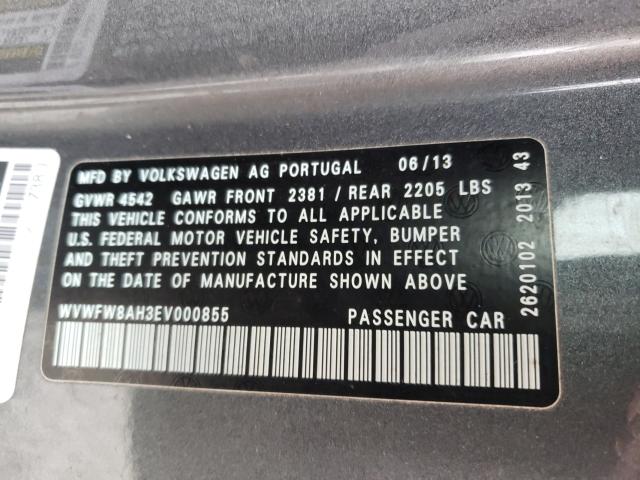 MFD BY VOLKSWAGEN AG PORTUGAL 06/13
GVWR 4542 GAWR FRONT 2381 / REAR 2205 LBS
THIS VEHICLE CONFORMS TO ALL APPLICABLE
U.S. FEDERAL MOTOR VEHICLE SAFETY, BUMPER
AND THEFT PREVENTION STANDARDS IN EFFECT
ON THE DATE OF MANUFACTURE SHOWN ABOVE
WVWFW8AH3EV000855 PASSENGER CAR
2620102 2013 43